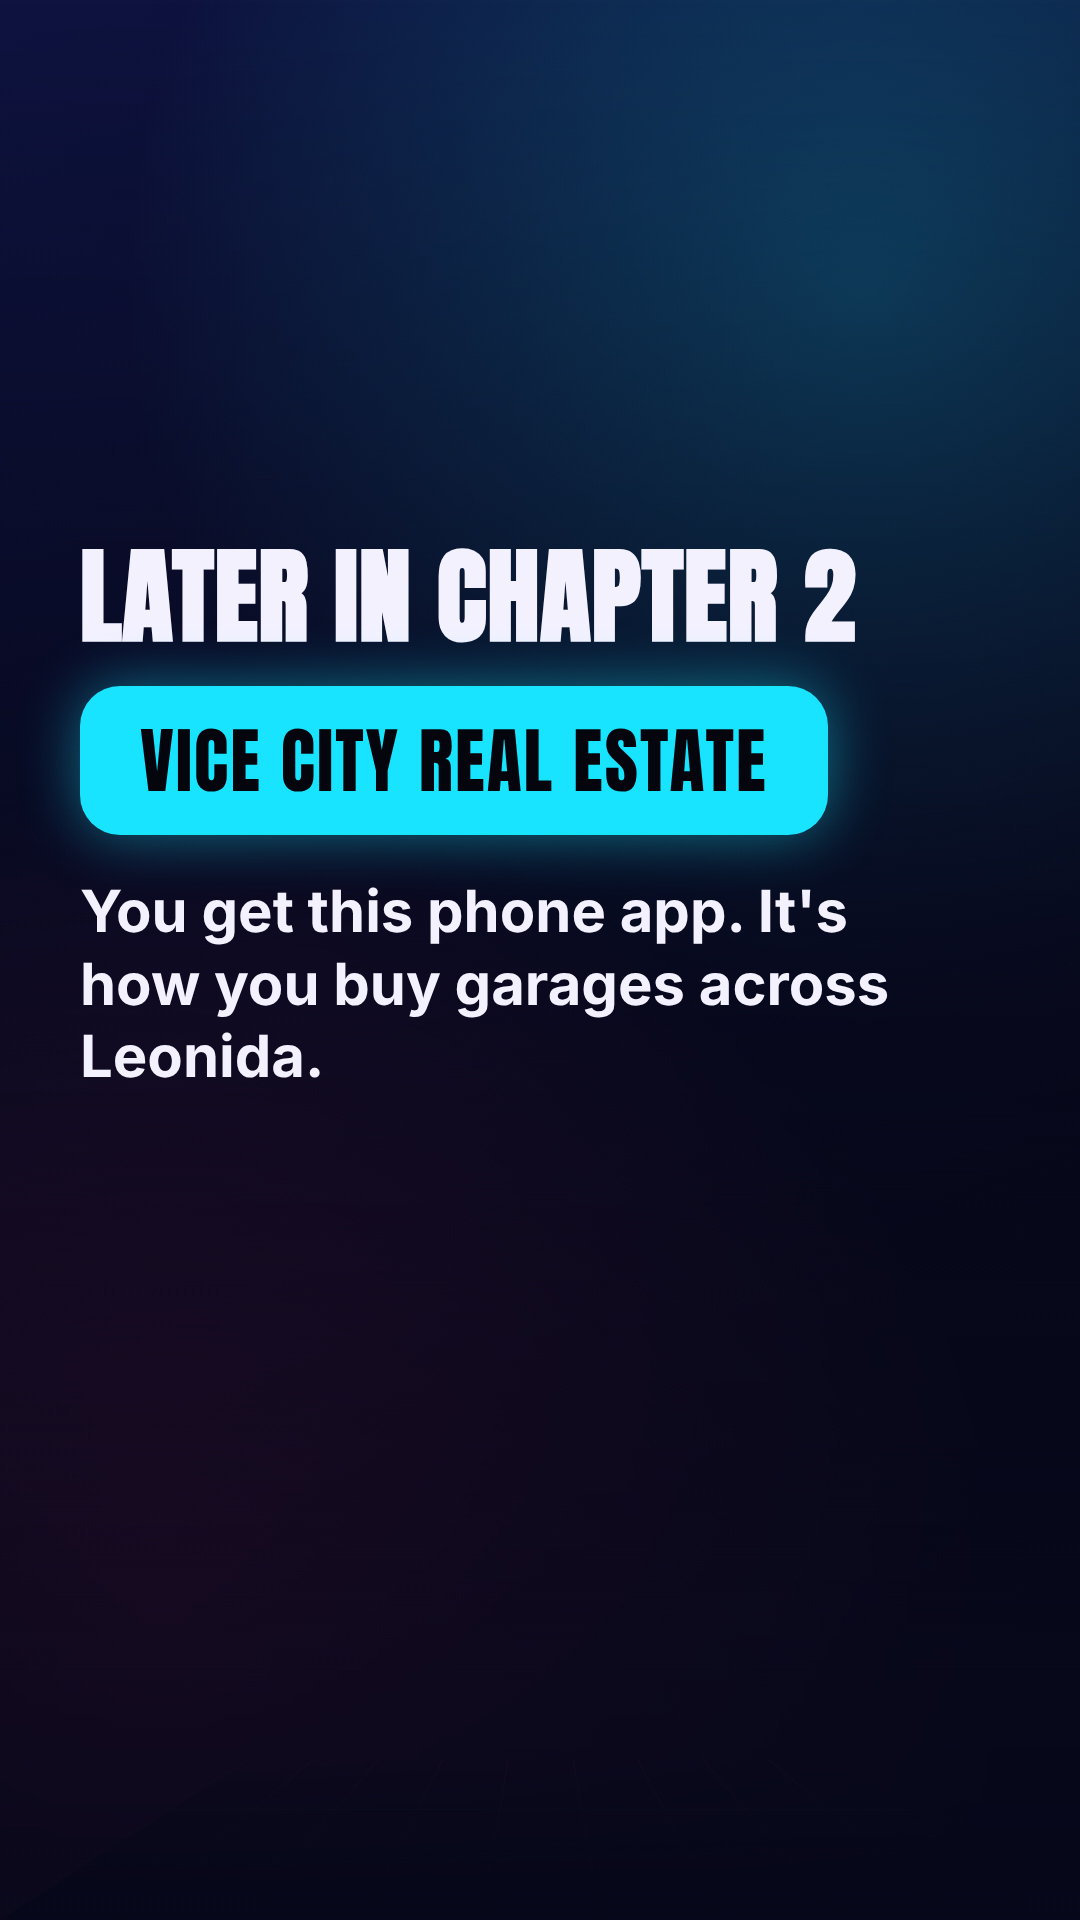 LATER IN CHAPTER 2
VICE CITY REAL ESTATE
You get this phone app. It's
how you buy garages across
Leonida.